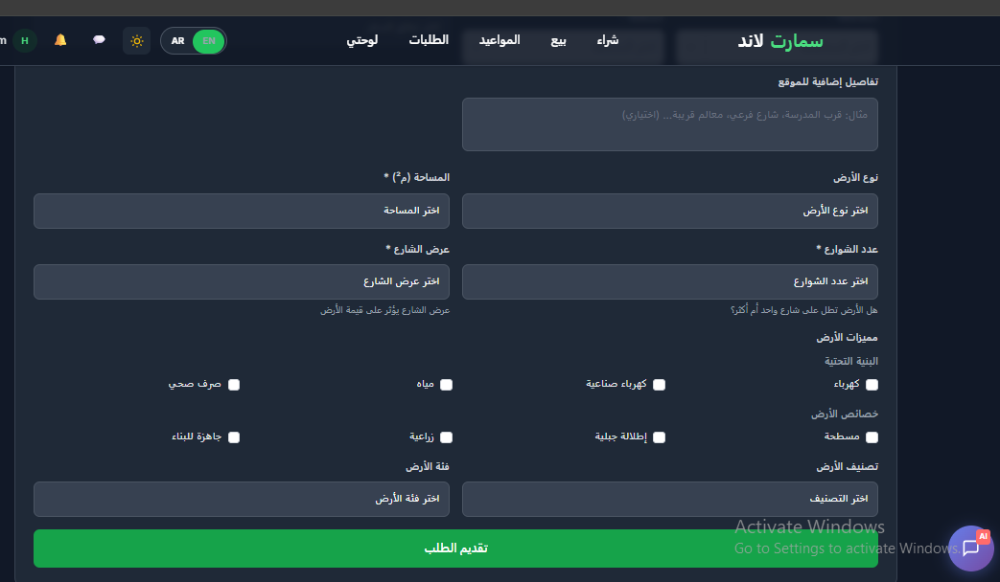 سمارت لاند
شراء
بيع
المواعيد
الطلبات
لوحتي
AR EN
H
m
تفاصيل إضافية للموقع
مثال: قرب المدرسة، شارع فرعي، معالم قريبة... (اختياري)
نوع الأرض
المساحة (م²) *
اختر نوع الأرض
اختر المساحة
عدد الشوارع *
عرض الشارع *
اختر عدد الشوارع
اختر عرض الشارع
هل الأرض تطل على شارع واحد أم أكثر؟
عرض الشارع يؤثر على قيمة الأرض
مميزات الأرض
البنية التحتية
كهرباء
كهرباء صناعية
مياه
صرف صحي
خصائص الأرض
مسطحة
إطلالة جبلية
زراعية
جاهزة للبناء
تصنيف الأرض
فئة الأرض
اختر التصنيف
اختر فئة الأرض
تقديم الطلب
Activate Windows
Go to Settings to activate Windows.
AI